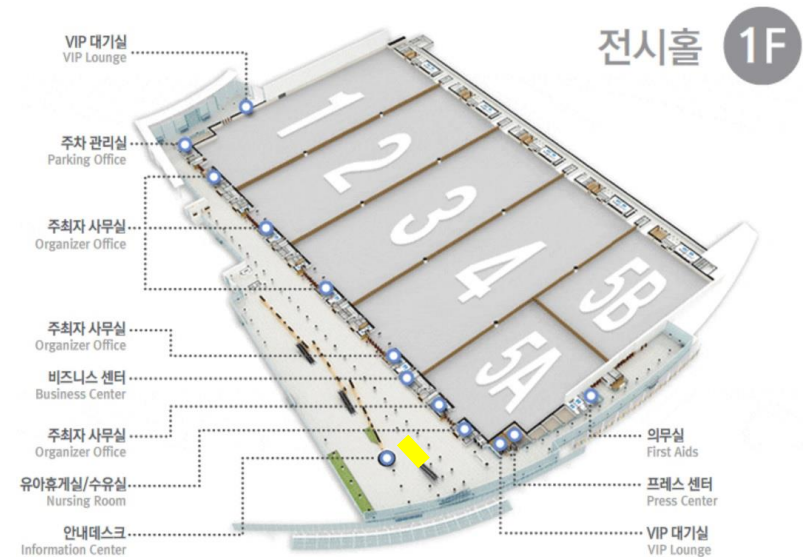 전시홀 1F
VIP 대기실
VIP Lounge
주차 관리실
Parking Office
주최자 사무실
Organizer Office
주최자 사무실
Organizer Office
비즈니스 센터
Business Center
주최자 사무실
Organizer Office
유아휴게실/수유실
Nursing Room
안내데스크
Information Center
1
2
3
4
5A
5B
의무실
First Aids
프레스 센터
Press Center
VIP 대기실
VIP Lounge